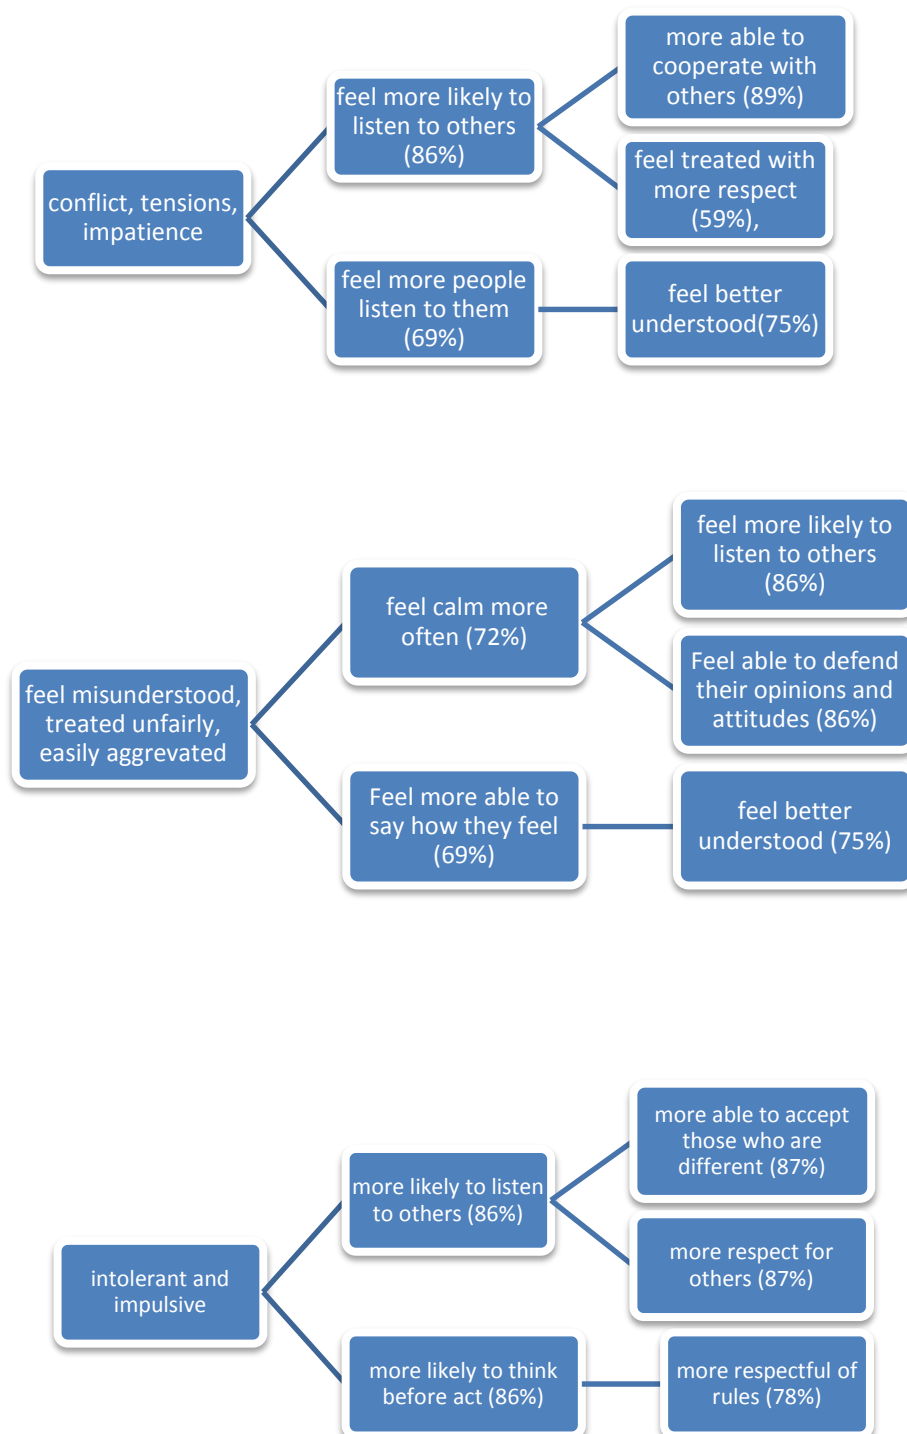 conflict, tensions,
impatience
feel more likely to
listen to others
(86%)
more able to
cooperate with
others (89%)
feel treated with
more respect
(59%),
feel more people
listen to them
(69%)
feel better
understood(75%)
feel misunderstood,
treated unfairly,
easily aggrevated
feel calm more
often (72%)
feel more likely to
listen to others
(86%)
Feel able to defend
their opinions and
attitudes (86%)
Feel more able to
say how they feel
(69%)
feel better
understood (75%)
intolerant and
impulsive
more likely to listen
to others (86%)
more able to accept
those who are
different (87%)
more respect for
others (87%)
more likely to think
before act (86%)
more respectful of
rules (78%)